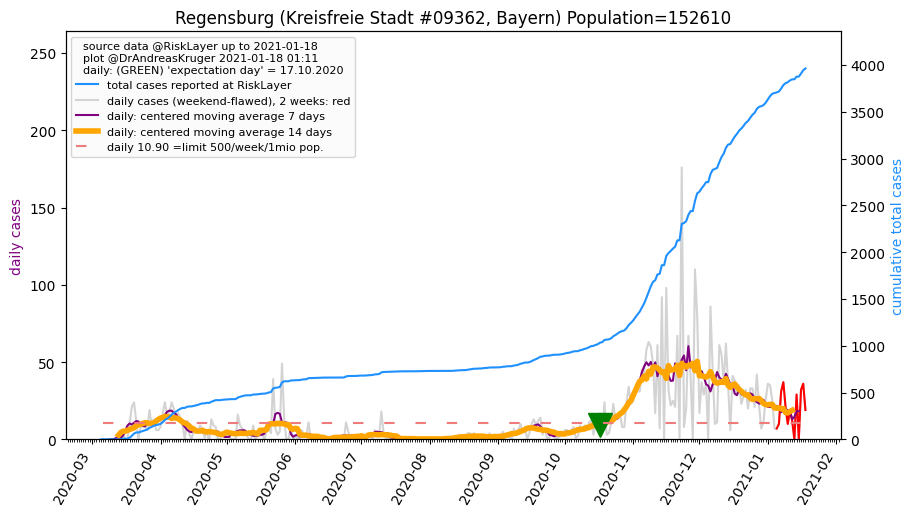 Regensburg (Kreisfreie Stadt #09362, Bayern) Population=152610
source data @RiskLayer up to 2021-01-18
plot @DrAndreasKruger 2021-01-18 01:11
daily: (GREEN) 'expectation day' = 17.10.2020
total cases reported at RiskLayer
daily cases (weekend-flawed), 2 weeks: red
daily: centered moving average 7 days
daily: centered moving average 14 days
daily 10.90 =limit 500/week/1mio pop.
daily cases
250
200
150
100
50
0
cumulative total cases
4000
3500
3000
2500
2000
1500
1000
500
0
2020-03
2020-04
2020-05
2020-06
2020-07
2020-08
2020-09
2020-10
2020-11
2020-12
2021-01
2021-02